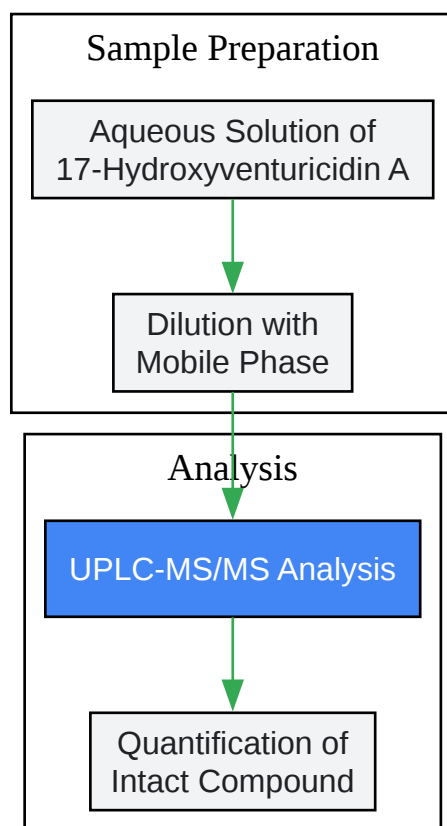 Sample Preparation
Aqueous Solution of
17-Hydroxyventuricidin A
Dilution with
Mobile Phase
Analysis
UPLC-MS/MS Analysis
Quantification of
Intact Compound